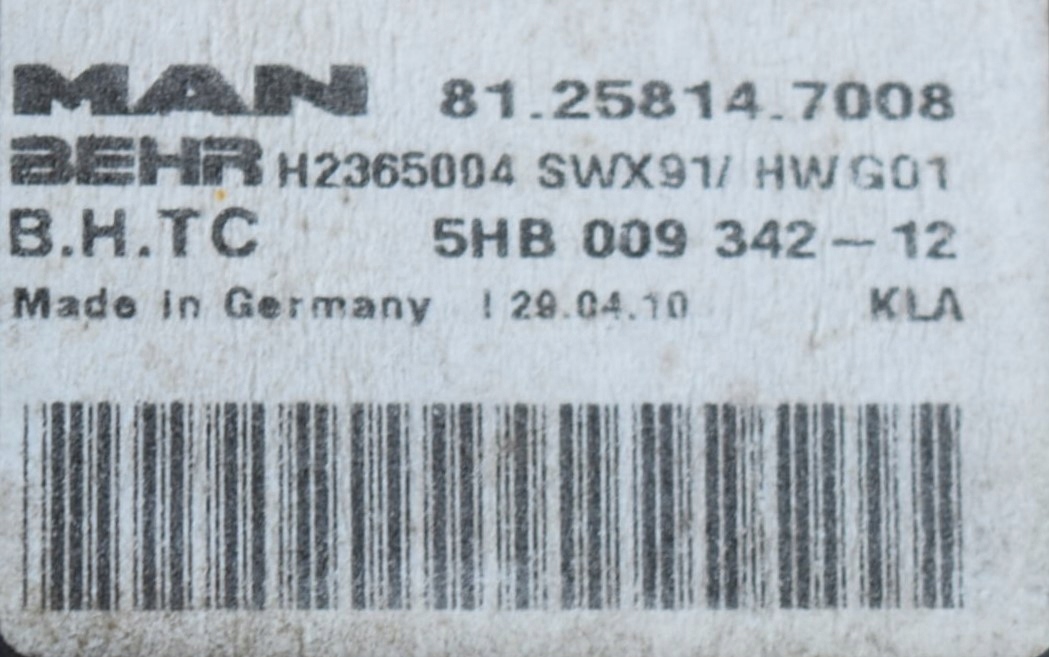 MAN 81.25814.7008
BEHR H2365004 SWX91/ HWG01
B.H.TC 5HB 009 342-12
Made in Germany | 29.04.10 KLA